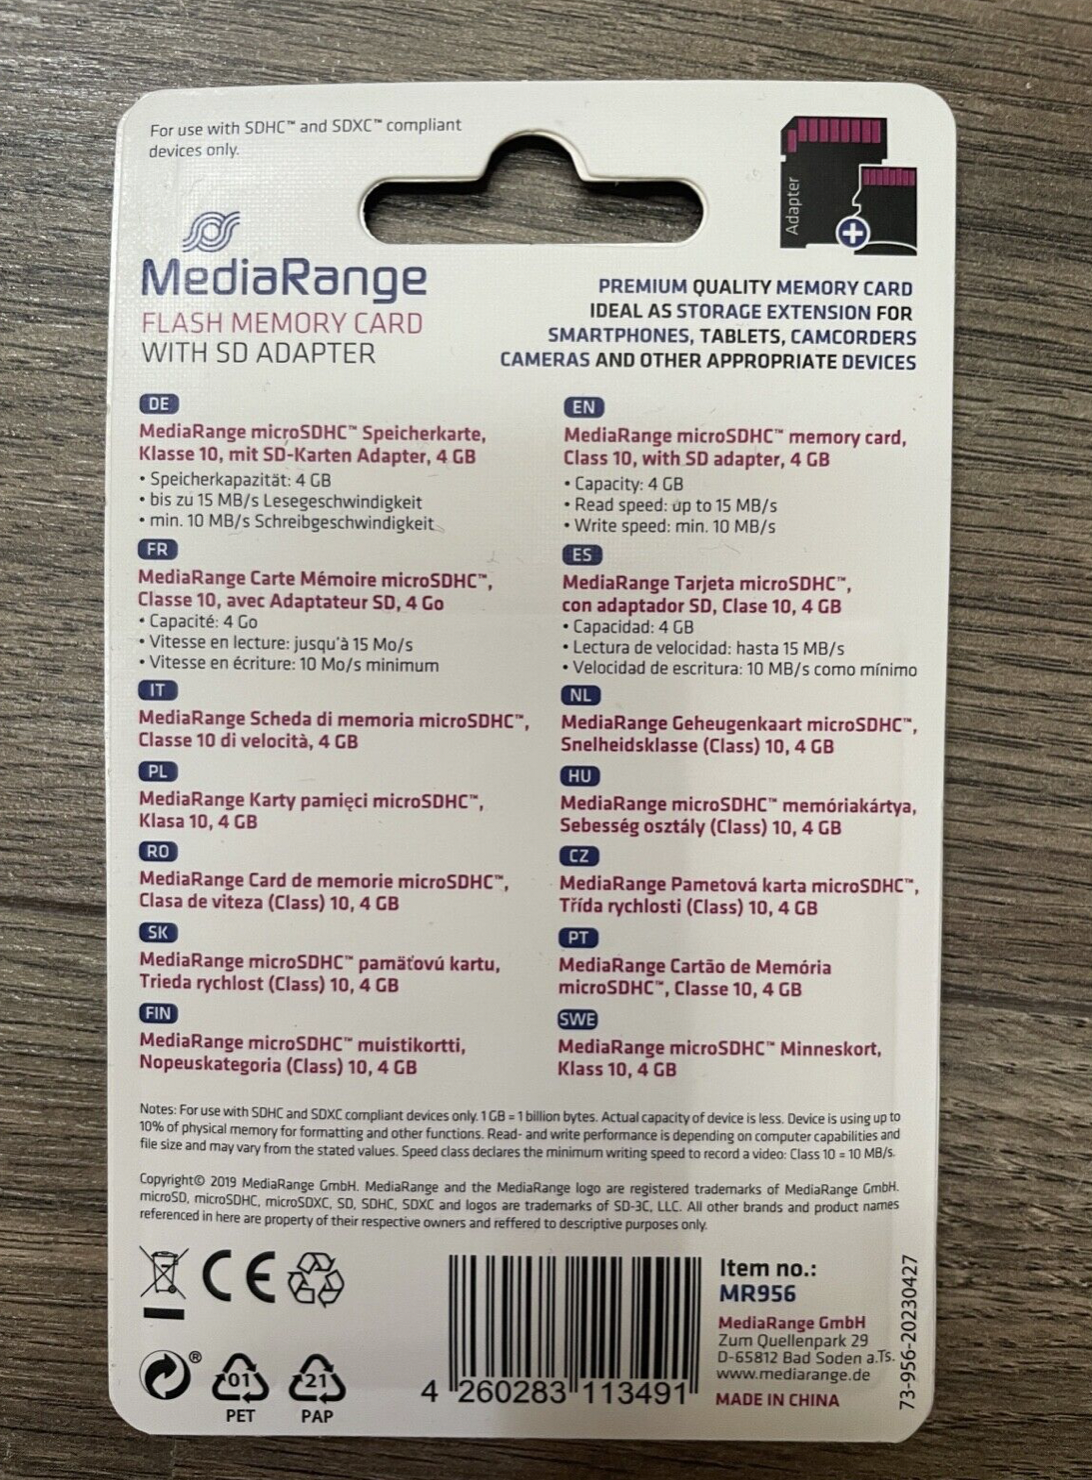 For use with SDHC™ and SDXC™ compliant
devices only.
Adapter
MediaRange
FLASH MEMORY CARD
WITH SD ADAPTER
PREMIUM QUALITY MEMORY CARD
IDEAL AS STORAGE EXTENSION FOR
SMARTPHONES, TABLETS, CAMCORDERS
CAMERAS AND OTHER APPROPRIATE DEVICES
DE
MediaRange microSDHC™ Speicherkarte,
Klasse 10, mit SD-Karten Adapter, 4 GB
• Speicherkapazität: 4 GB
• bis zu 15 MB/s Lesegeschwindigkeit
• min. 10 MB/s Schreibgeschwindigkeit
EN
MediaRange microSDHC™ memory card,
Class 10, with SD adapter, 4 GB
• Capacity: 4 GB
• Read speed: up to 15 MB/s
• Write speed: min. 10 MB/s
FR
MediaRange Carte Mémoire microSDHC™,
Classe 10, avec Adaptateur SD, 4 Go
• Capacité: 4 Go
• Vitesse en lecture: jusqu'à 15 Mo/s
• Vitesse en écriture: 10 Mo/s minimum
ES
MediaRange Tarjeta microSDHC™,
con adaptador SD, Clase 10, 4 GB
• Capacidad: 4 GB
• Lectura de velocidad: hasta 15 MB/s
• Velocidad de escritura: 10 MB/s como mínimo
IT
MediaRange Scheda di memoria microSDHC™,
Classe 10 di velocità, 4 GB
NL
MediaRange Geheugenkaart microSDHC™,
Snelheidsklasse (Class) 10, 4 GB
PL
MediaRange Karty pamięci microSDHC™,
Klasa 10, 4 GB
HU
MediaRange microSDHC™ memóriakártya,
Sebesség osztály (Class) 10, 4 GB
RO
MediaRange Card de memorie microSDHC™,
Clasa de viteza (Class) 10, 4 GB
CZ
MediaRange Pametová karta microSDHC™,
Třída rychlosti (Class) 10, 4 GB
SK
MediaRange microSDHC™ pamäťovú kartu,
Trieda rychlost (Class) 10, 4 GB
PT
MediaRange Cartão de Memória
microSDHC™, Classe 10, 4 GB
FIN
MediaRange microSDHC™ muistikortti,
Nopeuskategoria (Class) 10, 4 GB
SWE
MediaRange microSDHC™ Minneskort,
Klass 10, 4 GB
Notes: For use with SDHC and SDXC compliant devices only. 1 GB = 1 billion bytes. Actual capacity of device is less. Device is using up to
10% of physical memory for formatting and other functions. Read- and write performance is depending on computer capabilities and
file size and may vary from the stated values. Speed class declares the minimum writing speed to record a video: Class 10 = 10 MB/s.
Copyright© 2019 MediaRange GmbH. MediaRange and the MediaRange logo are registered trademarks of MediaRange GmbH.
microSD, microSDHC, microSDXC, SD, SDHC, SDXC and logos are trademarks of SD-3C, LLC. All other brands and product names
referenced in here are property of their respective owners and reffered to descriptive purposes only.
CE
®
01
PET
21
PAP
4 260283 113491
Item no.:
MR956
MediaRange GmbH
Zum Quellenpark 29
D-65812 Bad Soden a.Ts.
www.mediarange.de
MADE IN CHINA
73-956-20230427